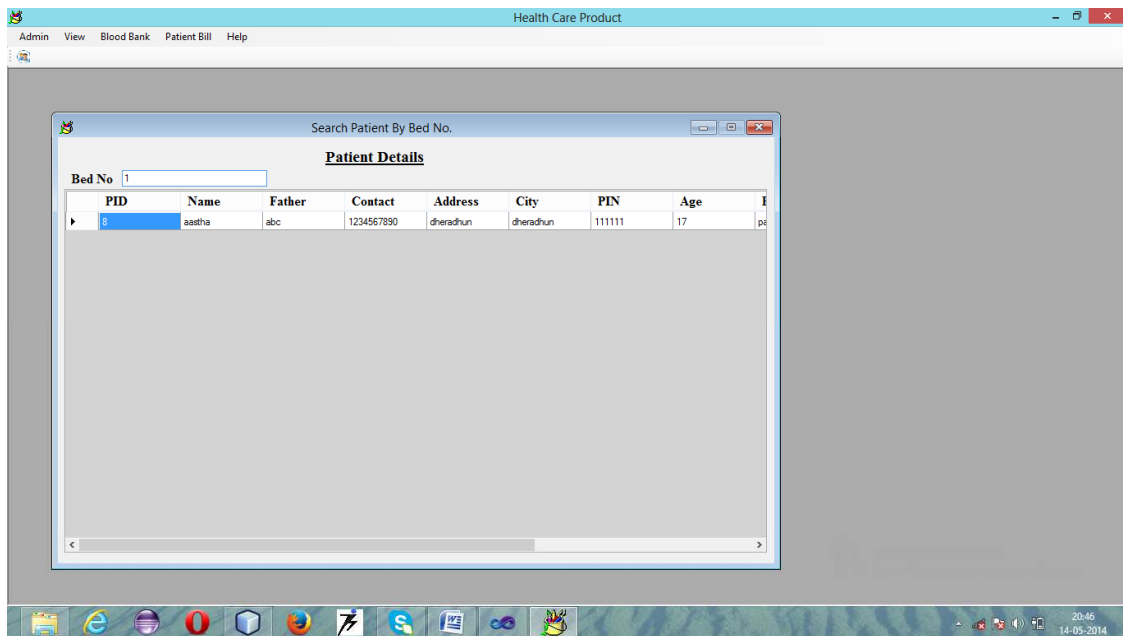 Health Care Product
Admin View Blood Bank Patient Bill Help
Search Patient By Bed No.
Patient Details
Bed No 1
PID Name Father Contact Address City PIN Age
8 aastha abc 1234567890 dheradhun dheradhun 111111 17 pa
20:46
14-05-2014